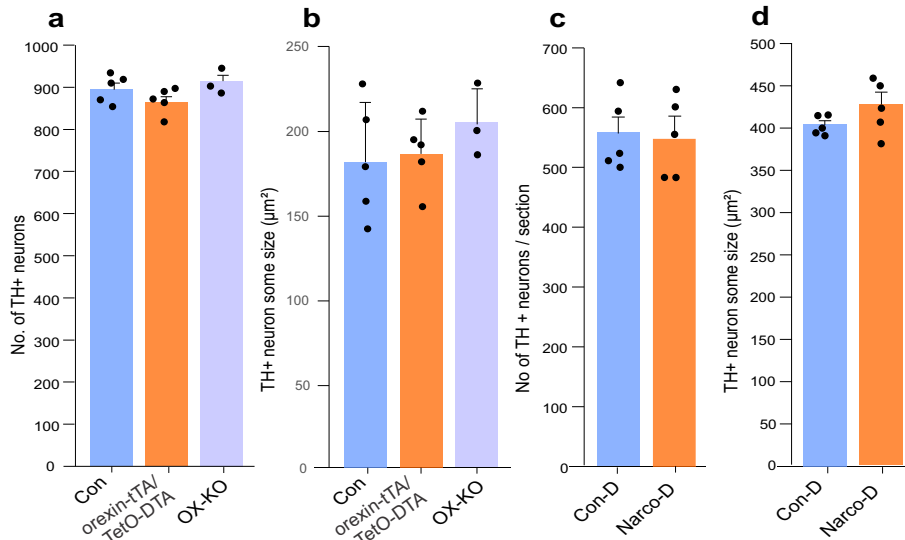 a
1000
900
800
700
600
500
400
300
200
100
0
No. of TH+ neurons
Con
orexin-tTA/
TetO-DTA
OX-KO
b
250
200
150
100
50
0
TH+ neuron some size (µm²)
Con
orexin-tTA/
TetO-DTA
OX-KO
c
700
600
500
400
300
200
100
0
No of TH + neurons / section
Con-D
Narco-D
d
500
450
400
350
300
250
200
150
100
50
0
TH+ neuron some size (µm²)
Con-D
Narco-D